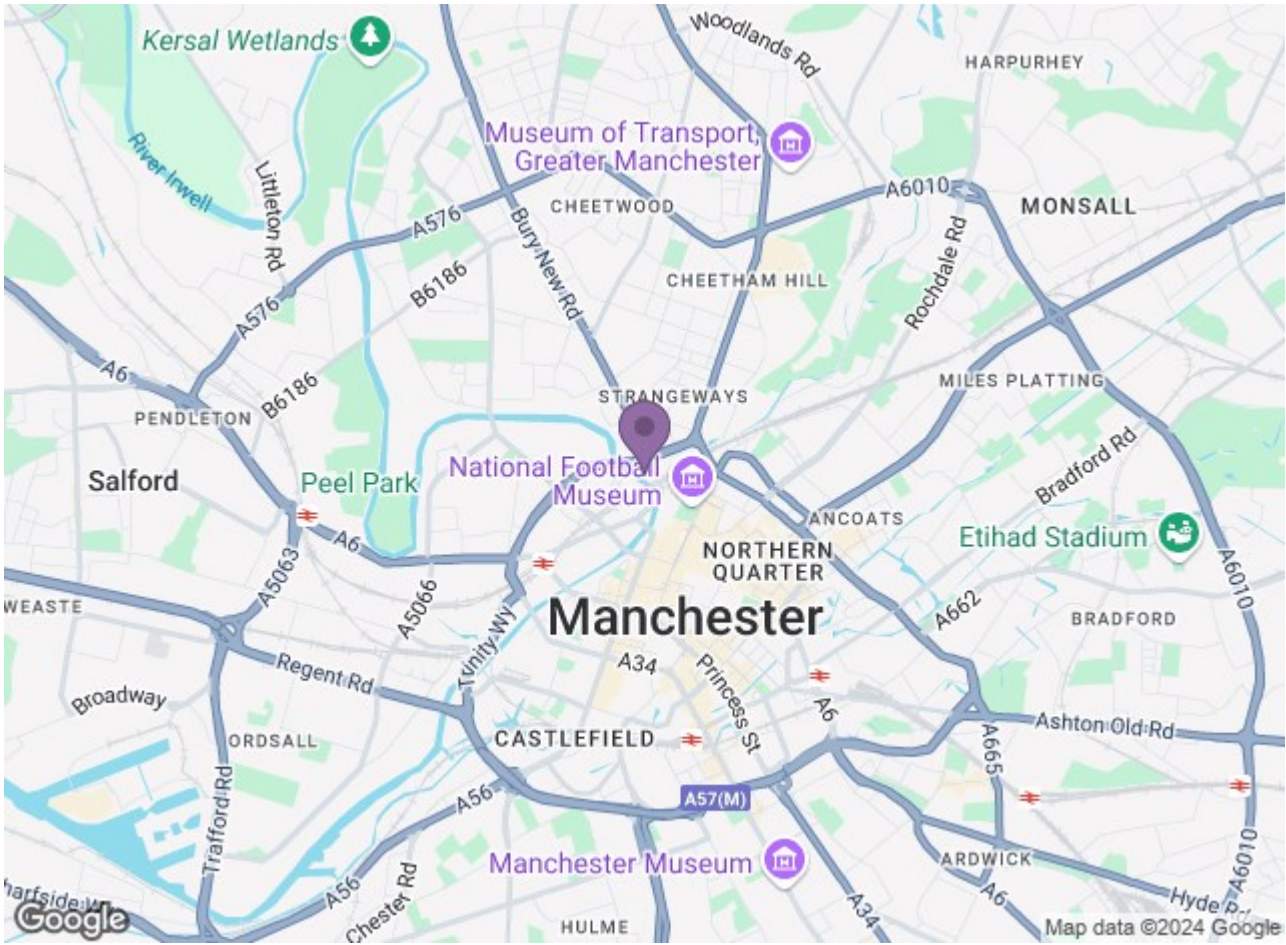 Kersal Wetlands
Woodlands Rd
HARPURHEY
Museum of Transport,
Greater Manchester
River Irwell
Littleton Rd
A576
CHEETWOOD
A6010
MONSALL
Bury New Rd
B6186
CHEETHAM HILL
Rochdale Rd
A576
A6
B6186
STRANGEWAYS
MILES PLATTING
PENDLETON
Salford
Peel Park
National Football
Museum
Bradford Rd
ANCOATS
A6
NORTHERN
QUARTER
Etihad Stadium
A5063
A5066
WEASTE
Manchester
A662
BRADFORD
A6010
Trinity Wy
Regent Rd
A34
Princess St
A6
Broadway
ORDSALL
CASTLEFIELD
Ashton Old Rd
A665
Trafford Rd
A56
A57(M)
Manchester Museum
ARDWICK
A6010
A56
Chester Rd
A34
A6
Hyde Rd
HULME
Google
Map data ©2024 Google